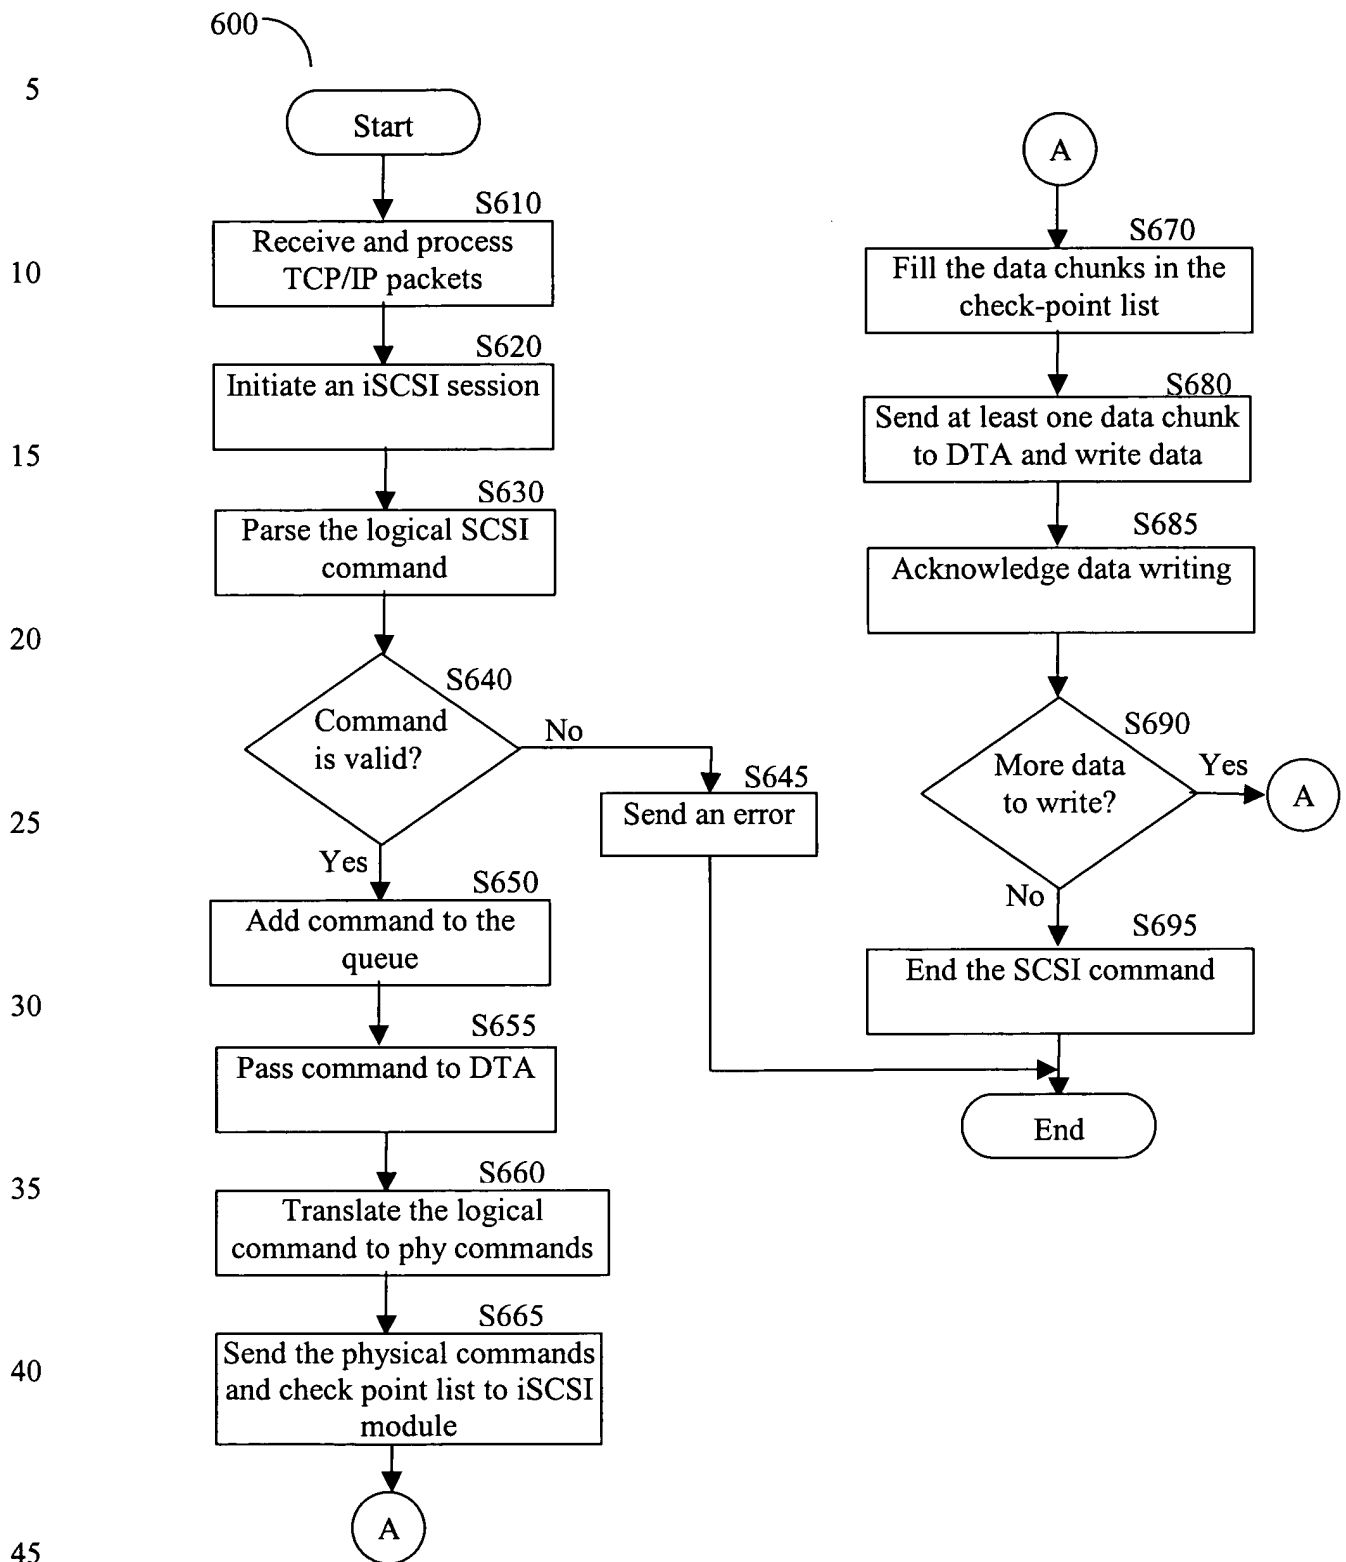 600
5
Start
S610
Receive and process
TCP/IP packets
10
S620
Initiate an iSCSI session
15
S630
Parse the logical SCSI
command
20
S640
Command
is valid?
No
S645
Send an error
25
Yes
S650
Add command to the
queue
30
S655
Pass command to DTA
35
S660
Translate the logical
command to phy commands
S665
40
Send the physical commands
and check point list to iSCSI
module
A
45
A
S670
Fill the data chunks in the
check-point list
S680
Send at least one data chunk
to DTA and write data
S685
Acknowledge data writing
S690
More data
to write?
Yes
A
No
S695
End the SCSI command
End